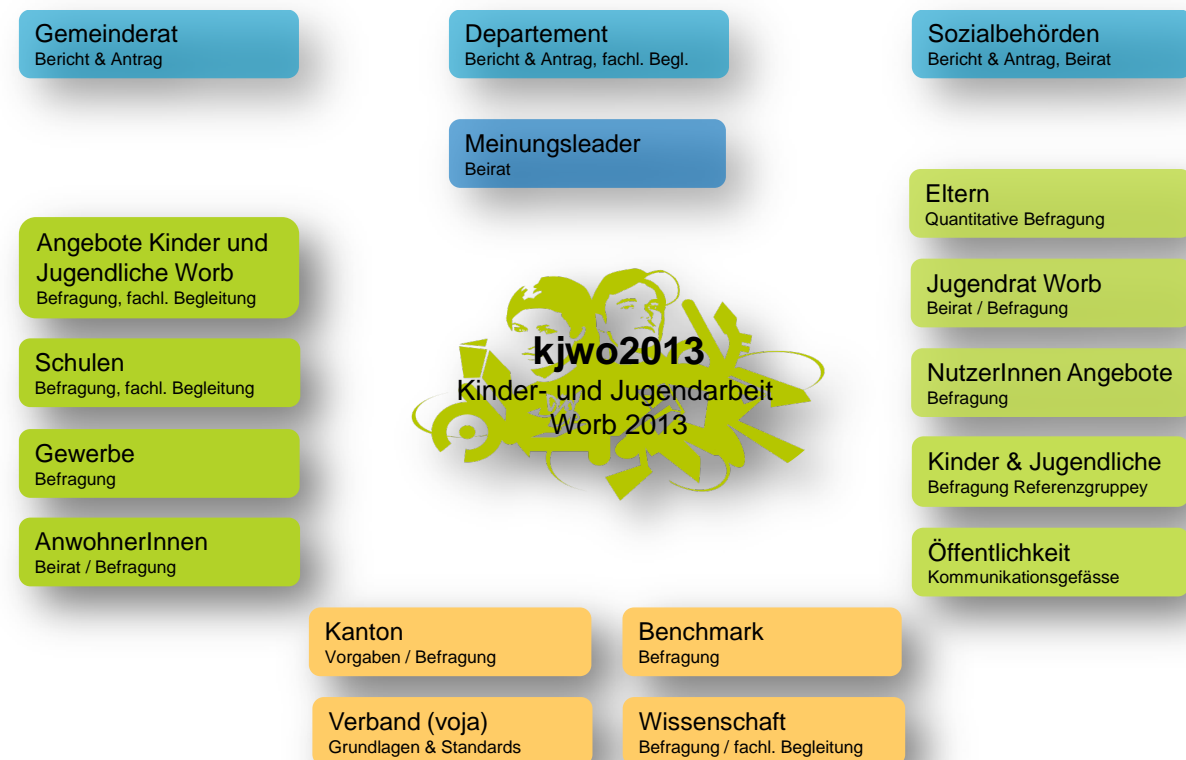 Gemeinderat
Bericht & Antrag
Departement
Bericht & Antrag, fachl. Begl.
Sozialbehörden
Bericht & Antrag, Beirat
Meinungsleader
Beirat
Angebote Kinder und
Jugendliche Worb
Befragung, fachl. Begleitung
Schulen
Befragung, fachl. Begleitung
Gewerbe
Befragung
AnwohnerInnen
Beirat / Befragung
kjwo2013
Kinder- und Jugendarbeit
Worb 2013
Eltern
Quantitative Befragung
Jugendrat Worb
Beirat / Befragung
NutzerInnen Angebote
Befragung
Kinder & Jugendliche
Befragung Referenzgruppey
Öffentlichkeit
Kommunikationsgefässe
Kanton
Vorgaben / Befragung
Benchmark
Befragung
Verband (voja)
Grundlagen & Standards
Wissenschaft
Befragung / fachl. Begleitung